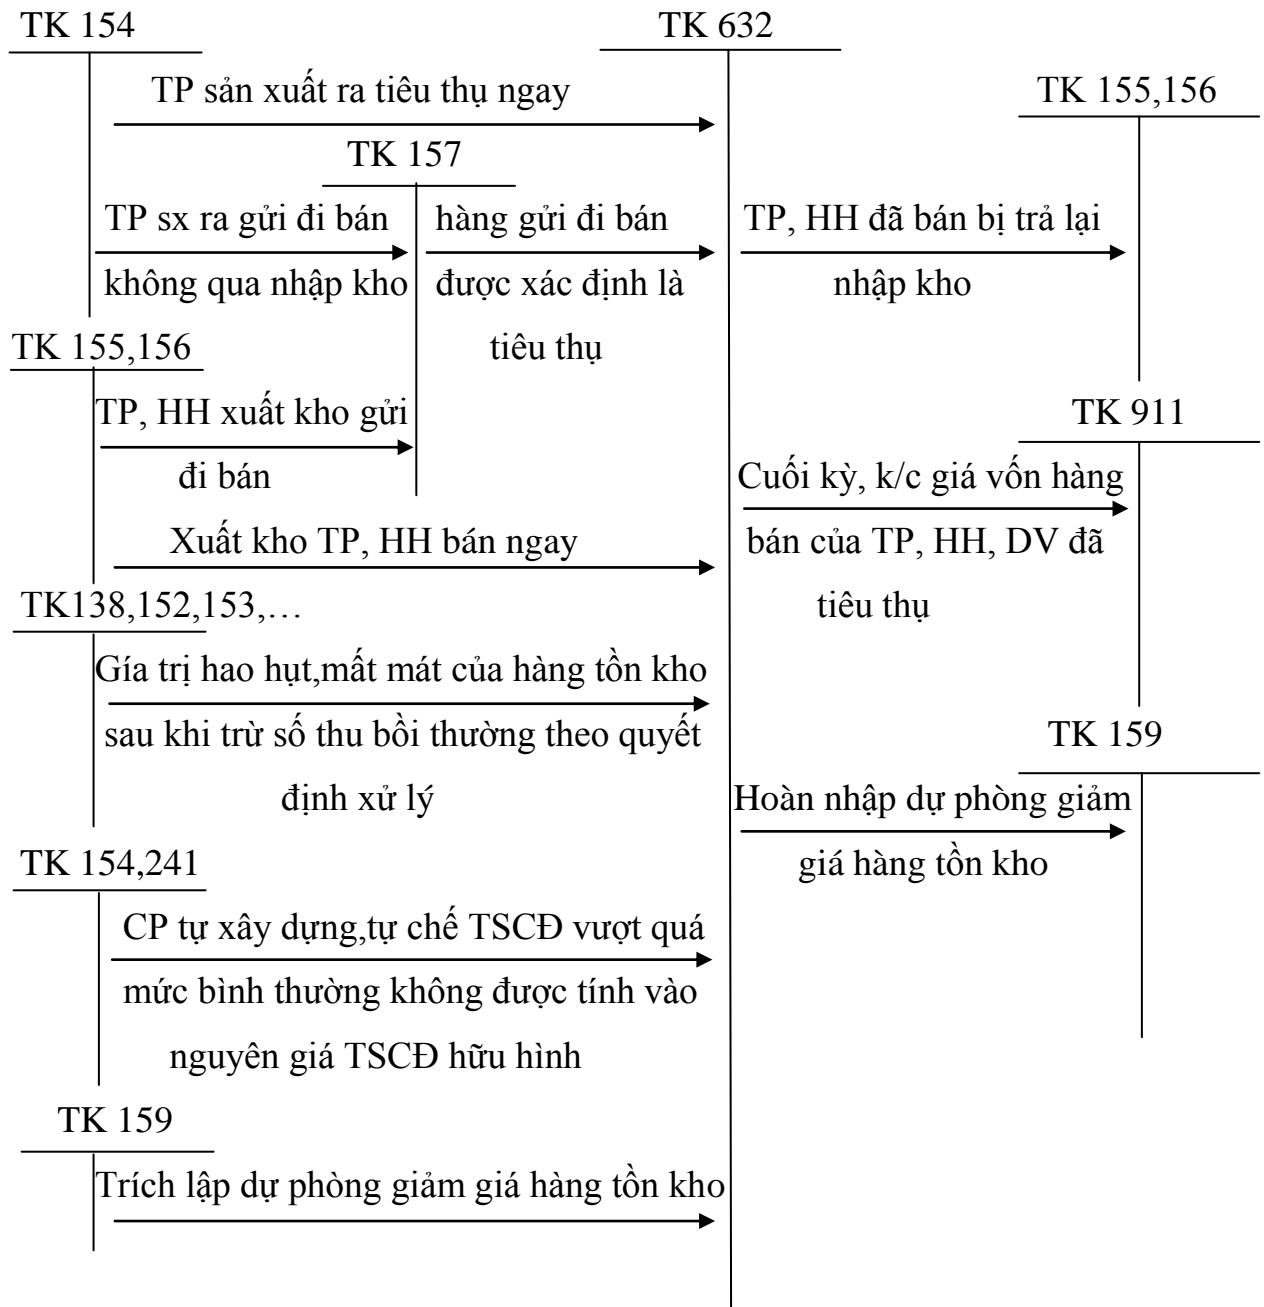 TK 154
TK 632
TP sản xuất ra tiêu thụ ngay
TK 155,156
TK 157
TP sx ra gửi đi bán
không qua nhập kho
hàng gửi đi bán
được xác định là
tiêu thụ
TP, HH đã bán bị trả lại
nhập kho
TK 155,156
TP, HH xuất kho gửi
đi bán
TK 911
Cuối kỳ, k/c giá vốn hàng
bán của TP, HH, DV đã
tiêu thụ
Xuất kho TP, HH bán ngay
TK138,152,153,…
Gía trị hao hụt,mất mát của hàng tồn kho
sau khi trừ số thu bồi thường theo quyết
định xử lý
TK 159
Hoàn nhập dự phòng giảm
giá hàng tồn kho
TK 154,241
CP tự xây dựng,tự chế TSCĐ vượt quá
mức bình thường không được tính vào
nguyên giá TSCĐ hữu hình
TK 159
Trích lập dự phòng giảm giá hàng tồn kho